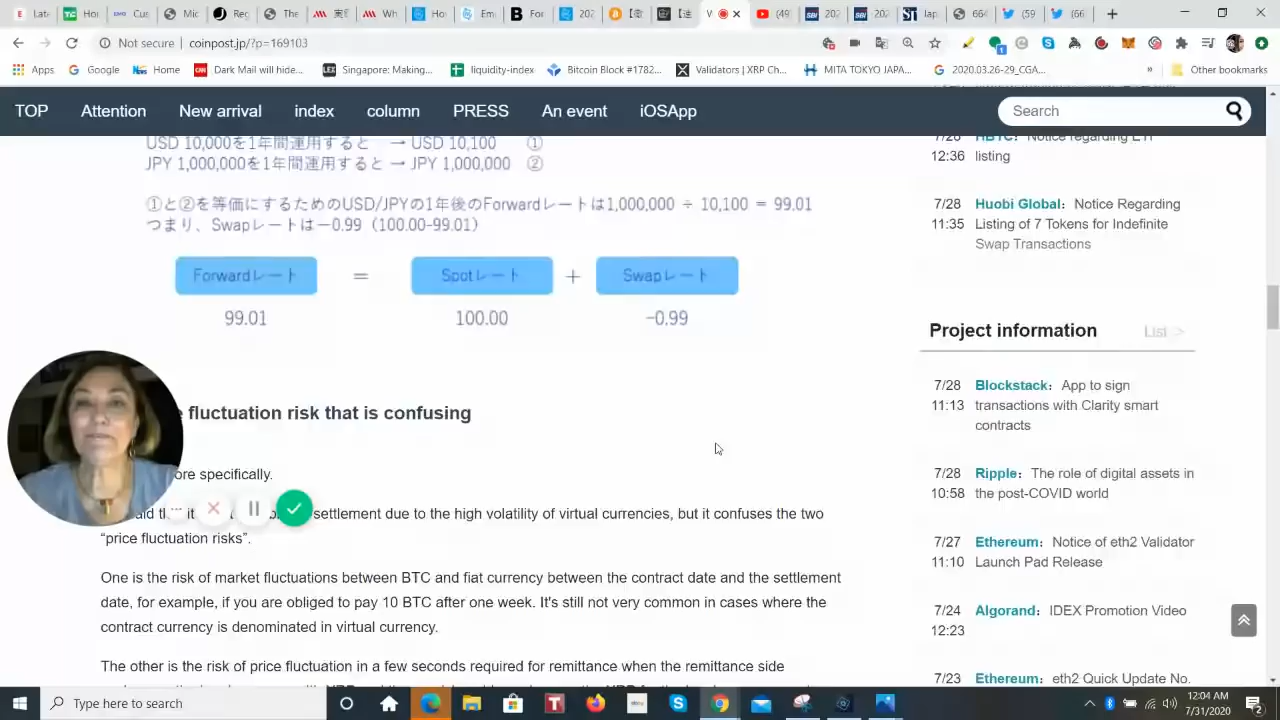 Mic
Reg
Ent
For
202
(49
202
202
664
(59
(66
Not secure | coinpost.jp/?p=169103
Apps
Google
Home
Dark Mail will hide...
Singapore: Making...
liquidity-index
Bitcoin Block #1782...
Validators | XRP Ch...
MITA TOKYO JAPA...
2020.03.26-29_CGA...
»
Other bookmarks
TOP
Attention
New arrival
index
column
PRESS
An event
iOSApp
Search
USD 10,000を1年間運用すると → USD 10,100 ①
JPY 1,000,000を1年間運用すると → JPY 1,000,000 ②
①と②を等価にするためのUSD/JPYの1年後のForwardレートは1,000,000 ÷ 10,100 = 99.01
つまり、Swapレートは－0.99（100.00-99.01）
Forwardレート = Spotレート + Swapレート
99.01 100.00 -0.99
fluctuation risk that is confusing
ore specifically.
settlement due to the high volatility of virtual currencies, but it confuses the two
“price fluctuation risks”.
One is the risk of market fluctuations between BTC and fiat currency between the contract date and the settlement
date, for example, if you are obliged to pay 10 BTC after one week. It's still not very common in cases where the
contract currency is denominated in virtual currency.
The other is the risk of price fluctuation in a few seconds required for remittance when the remittance side
7/28 HBTC: Notice regarding ETF
12:36 listing
7/28 Huobi Global: Notice Regarding
11:35 Listing of 7 Tokens for Indefinite
Swap Transactions
Project information
List >
7/28 Blockstack: App to sign
11:13 transactions with Clarity smart
contracts
7/28 Ripple: The role of digital assets in
10:58 the post-COVID world
7/27 Ethereum: Notice of eth2 Validator
11:10 Launch Pad Release
7/24 Algorand: IDEX Promotion Video
12:23
7/23 Ethereum: eth2 Quick Update No.
Type here to search
12:04 AM
7/31/2020